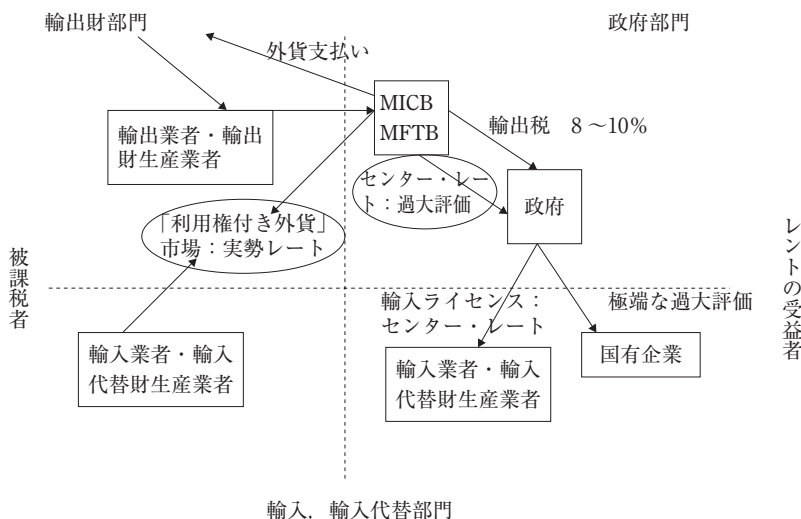 輸出財部門
政府部門
外貨支払い
MICB
MFTB
輸出税　8～10%
輸出業者・輸出
財生産業者
センター・レー
ト：過大評価
政府
「利用権付き外貨」
市場：実勢レート
被課税者
レントの受益者
輸入ライセンス：
センター・レート
極端な過大評価
輸入業者・輸入
代替財生産業者
輸入業者・輸入
代替財生産業者
国有企業
輸入，輸入代替部門